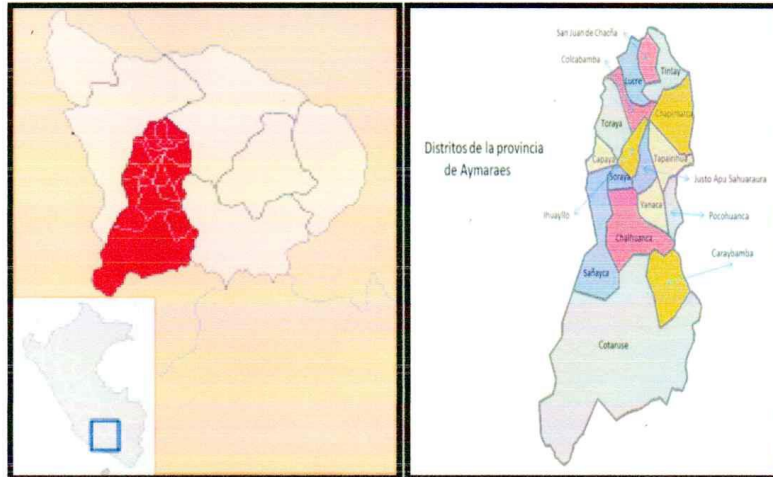 San Juan de Chacña
Colcabamba
Tintay
Lucre
Chapimarca
Toraya
Distritos de la província
de Aymaraes
Capaya
Tapairihua
Soraya
Justo Apu Sahuaraura
Ihuayllo
Yanaca
Pocohuanca
Chalhuanca
Caraybamba
Sañayca
Cotaruse